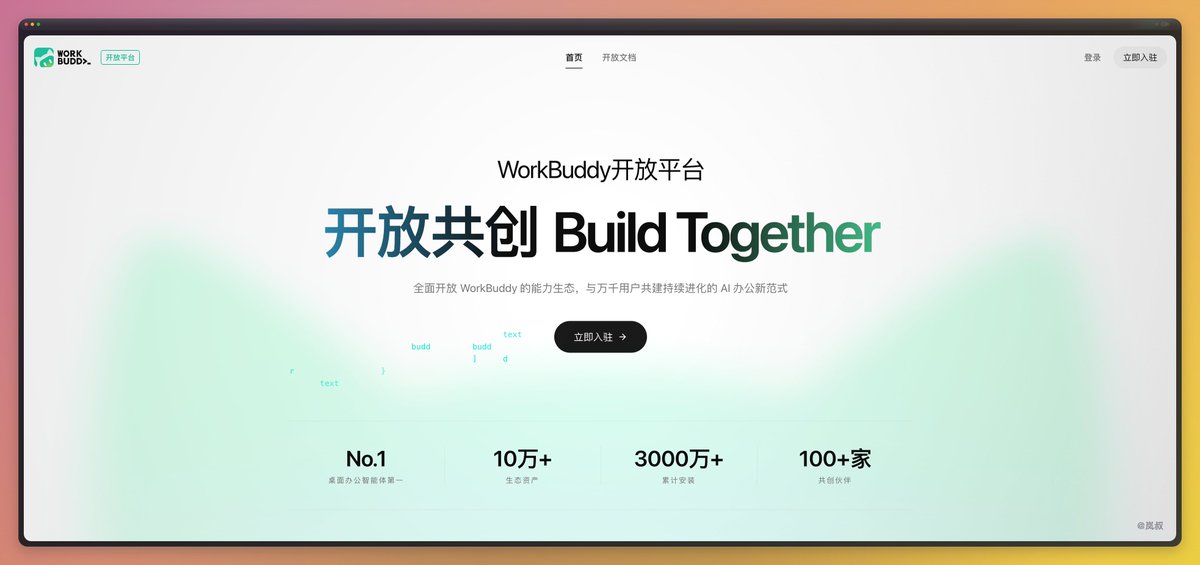 WORK
BUDD>_
开放平台
首页
开放文档
登录
立即入驻
WorkBuddy开放平台
开放共创 Build Together
全面开放 WorkBuddy 的能力生态，与万千用户共建持续进化的 AI 办公新范式
立即入驻 →
text
budd budd
] d
r }
text
No.1
桌面办公智能体第一
10万+
生态资产
3000万+
累计安装
100+家
共创伙伴
@岚叔